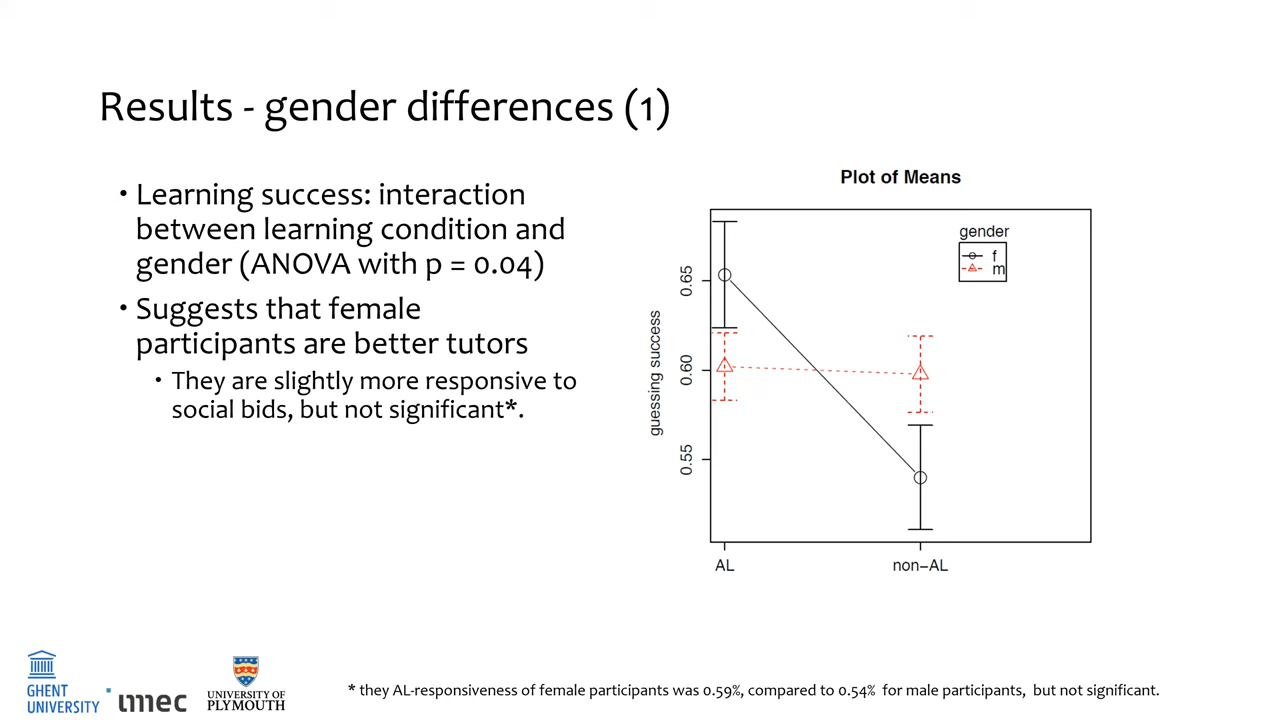 Results - gender differences (1)
• Learning success: interaction
between learning condition and
gender (ANOVA with p = 0.04)
• Suggests that female
participants are better tutors
• They are slightly more responsive to
social bids, but not significant*.
Plot of Means
gender
f
m
guessing success
0.65
0.60
0.55
AL
non-AL
GHENT
UNIVERSITY
imec
UNIVERSITY OF
PLYMOUTH
* they AL-responsiveness of female participants was 0.59%, compared to 0.54% for male participants, but not significant.